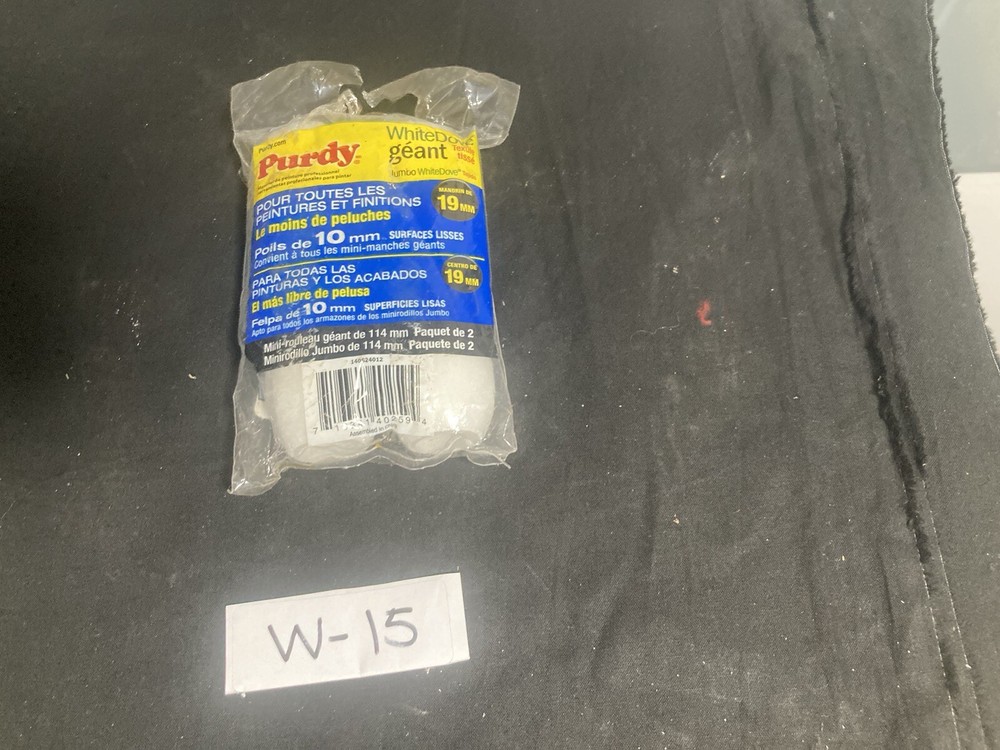 Purdy.com
Purdy
WhiteDove
géant
Jumbo WhiteDove
POUR TOUTES LES
PEINTURES ET FINITIONS
Le moins de peluches
MANDRIN DE
19 MM
Poils de 10 mm SURFACES LISSES
Convient à tous les mini-manches géants
PARA TODAS LAS
PINTURAS Y LOS ACABADOS
El más libre de pelusa
CENTRO DE
19 MM
Felpa de 10 mm SUPERFICIES LISAS
Apto para todos los armazones de los minirodillos Jumbo
Mini-rouleau géant de 114 mm Paquet de 2
Minirodillo Jumbo de 114 mm Paquete de 2
140624012
Assembled in
W-15